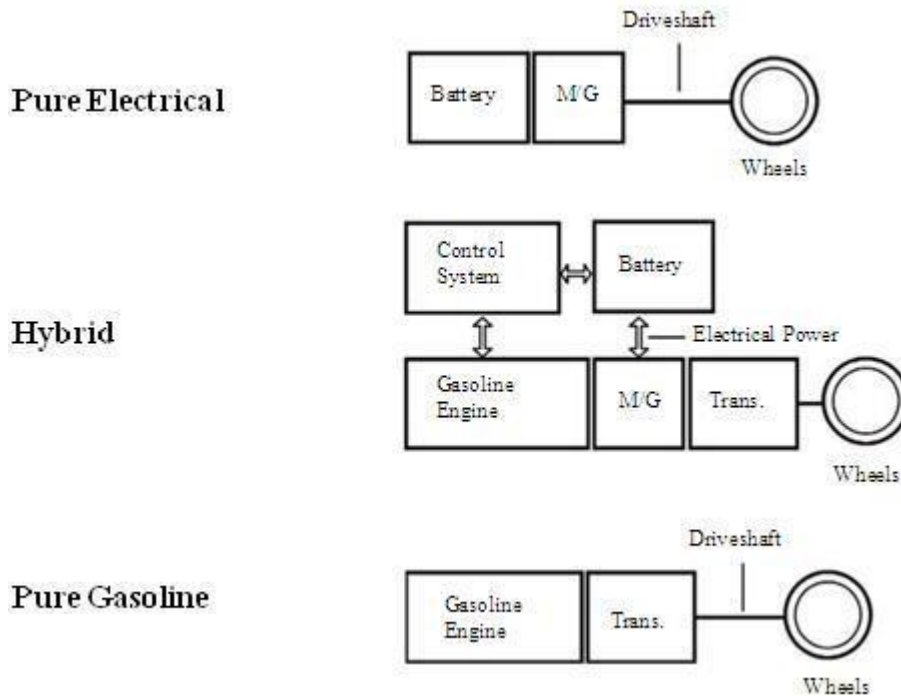 Driveshaft
Pure Electrical
Battery
M/G
Wheels
Control
System
Battery
Hybrid
Electrical Power
Gasoline
Engine
M/G
Trans.
Wheels
Driveshaft
Pure Gasoline
Gasoline
Engine
Trans.
Wheels